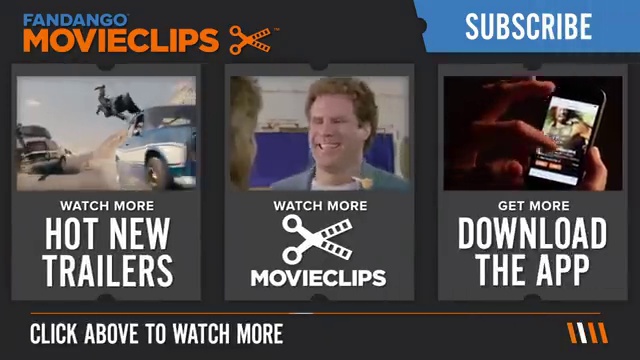 FANDANGO
MOVIECLIPS
SUBSCRIBE
WATCH MORE
HOT NEW
TRAILERS
WATCH MORE
MOVIECLIPS
GET MORE
DOWNLOAD
THE APP
CLICK ABOVE TO WATCH MORE